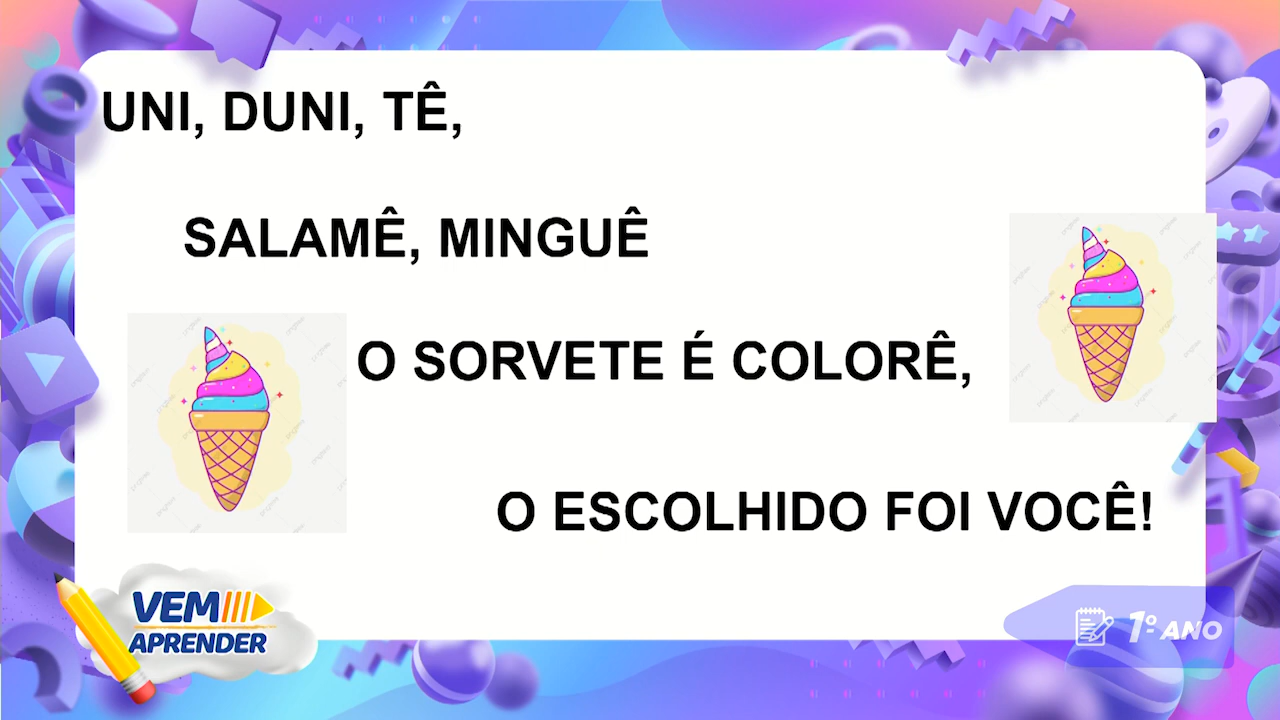 UNI, DUNI, TÊ,
SALAMÊ, MINGUÊ
O SORVETE É COLORÊ,
O ESCOLHIDO FOI VOCÊ!
VEM
APRENDER
1º ANO